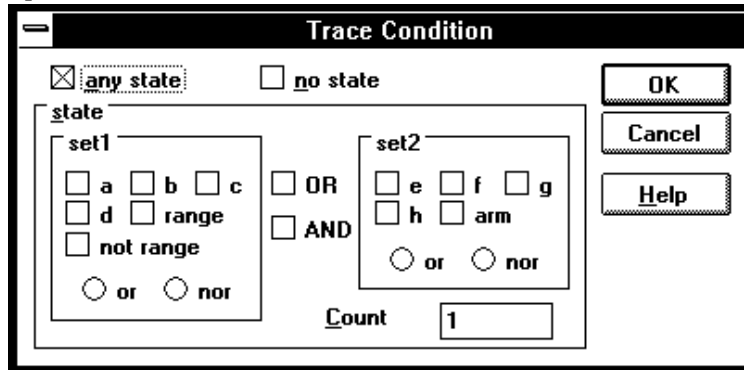 Trace Condition
any state no state
OK
state
Cancel
set1 set2
a b c OR e f g
Help
d range AND h arm
not range
or nor
or nor
Count 1